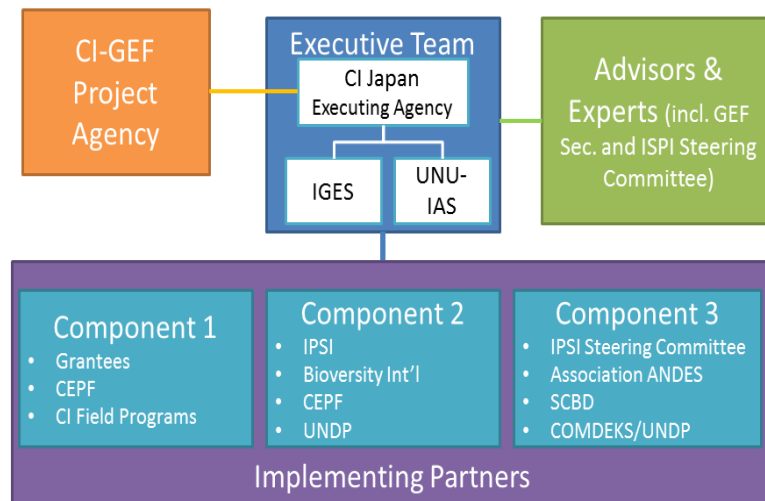 CI-GEF
Project
Agency
Executive Team
CI Japan
Executing Agency
IGES
UNU-
IAS
Advisors &
Experts (incl. GEF
Sec. and ISPI Steering
Committee)
Component 1
• Grantees
• CEPF
• CI Field Programs
Component 2
• IPSI
• Bioversity Int'l
• CEPF
• UNDP
Component 3
• IPSI Steering Committee
• Association ANDES
• SCBD
• COMDEKS/UNDP
Implementing Partners